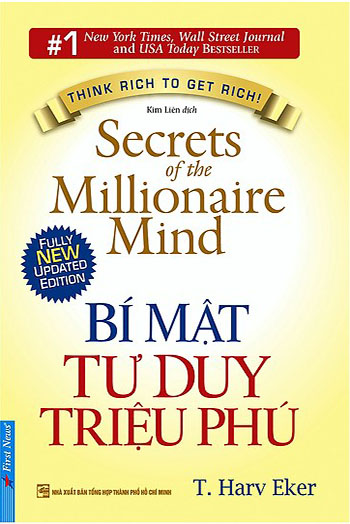 #1 New York Times, Wall Street Journal
and USA Today BESTSELLER
THINK RICH TO GET RICH!
Kim Liên dịch
Secrets
of the
Millionaire
Mind
FULLY
NEW
UPDATED
EDITION
BÍ MẬT
TƯ DUY
TRIỆU PHÚ
First News
NHÀ XUẤT BẢN TỔNG HỢP THÀNH PHỐ HỒ CHÍ MINH
T. Harv Eker